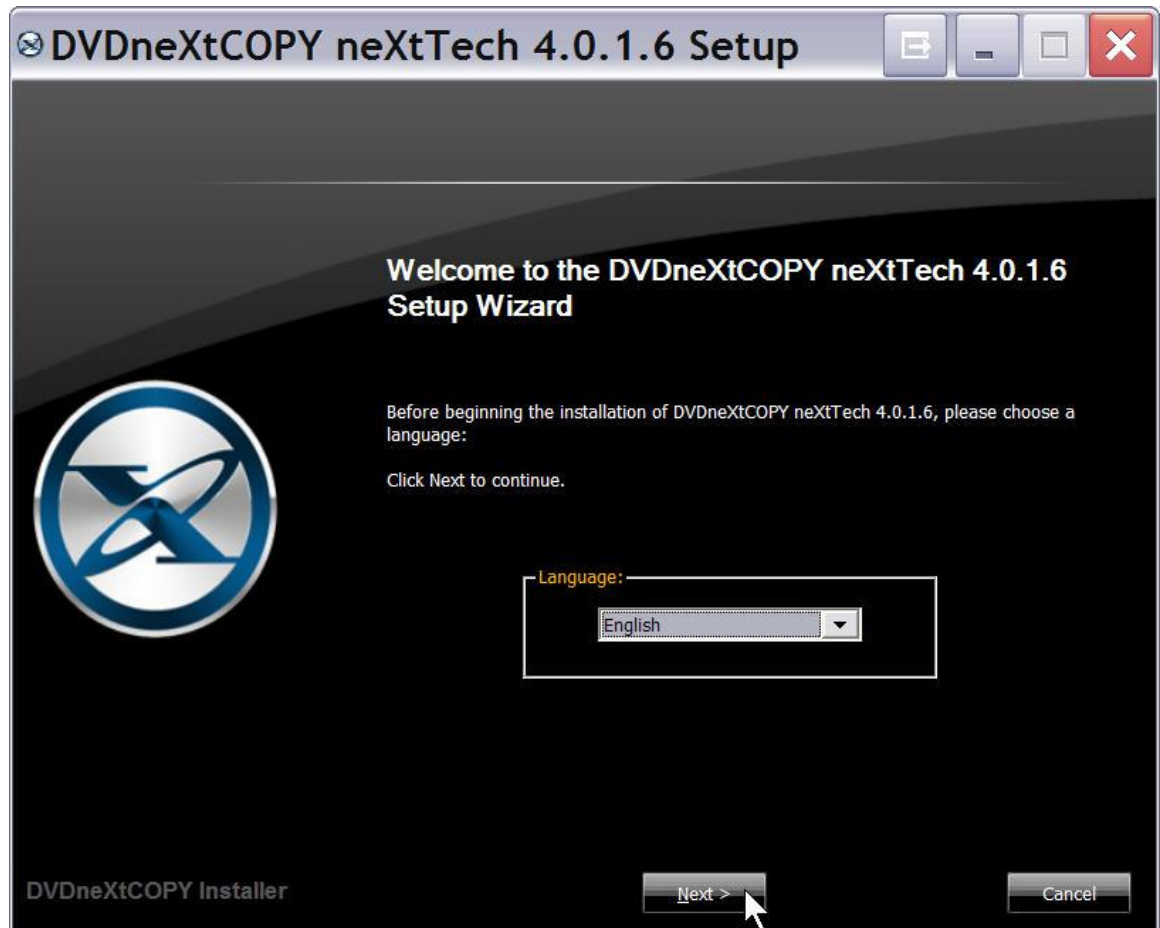 DVDneXtCOPY neXtTech 4.0.1.6 Setup
Welcome to the DVDneXtCOPY neXtTech 4.0.1.6
Setup Wizard
Before beginning the installation of DVDneXtCOPY neXtTech 4.0.1.6, please choose a
language:
Click Next to continue.
Language:
English
DVDneXtCOPY Installer
Next >
Cancel